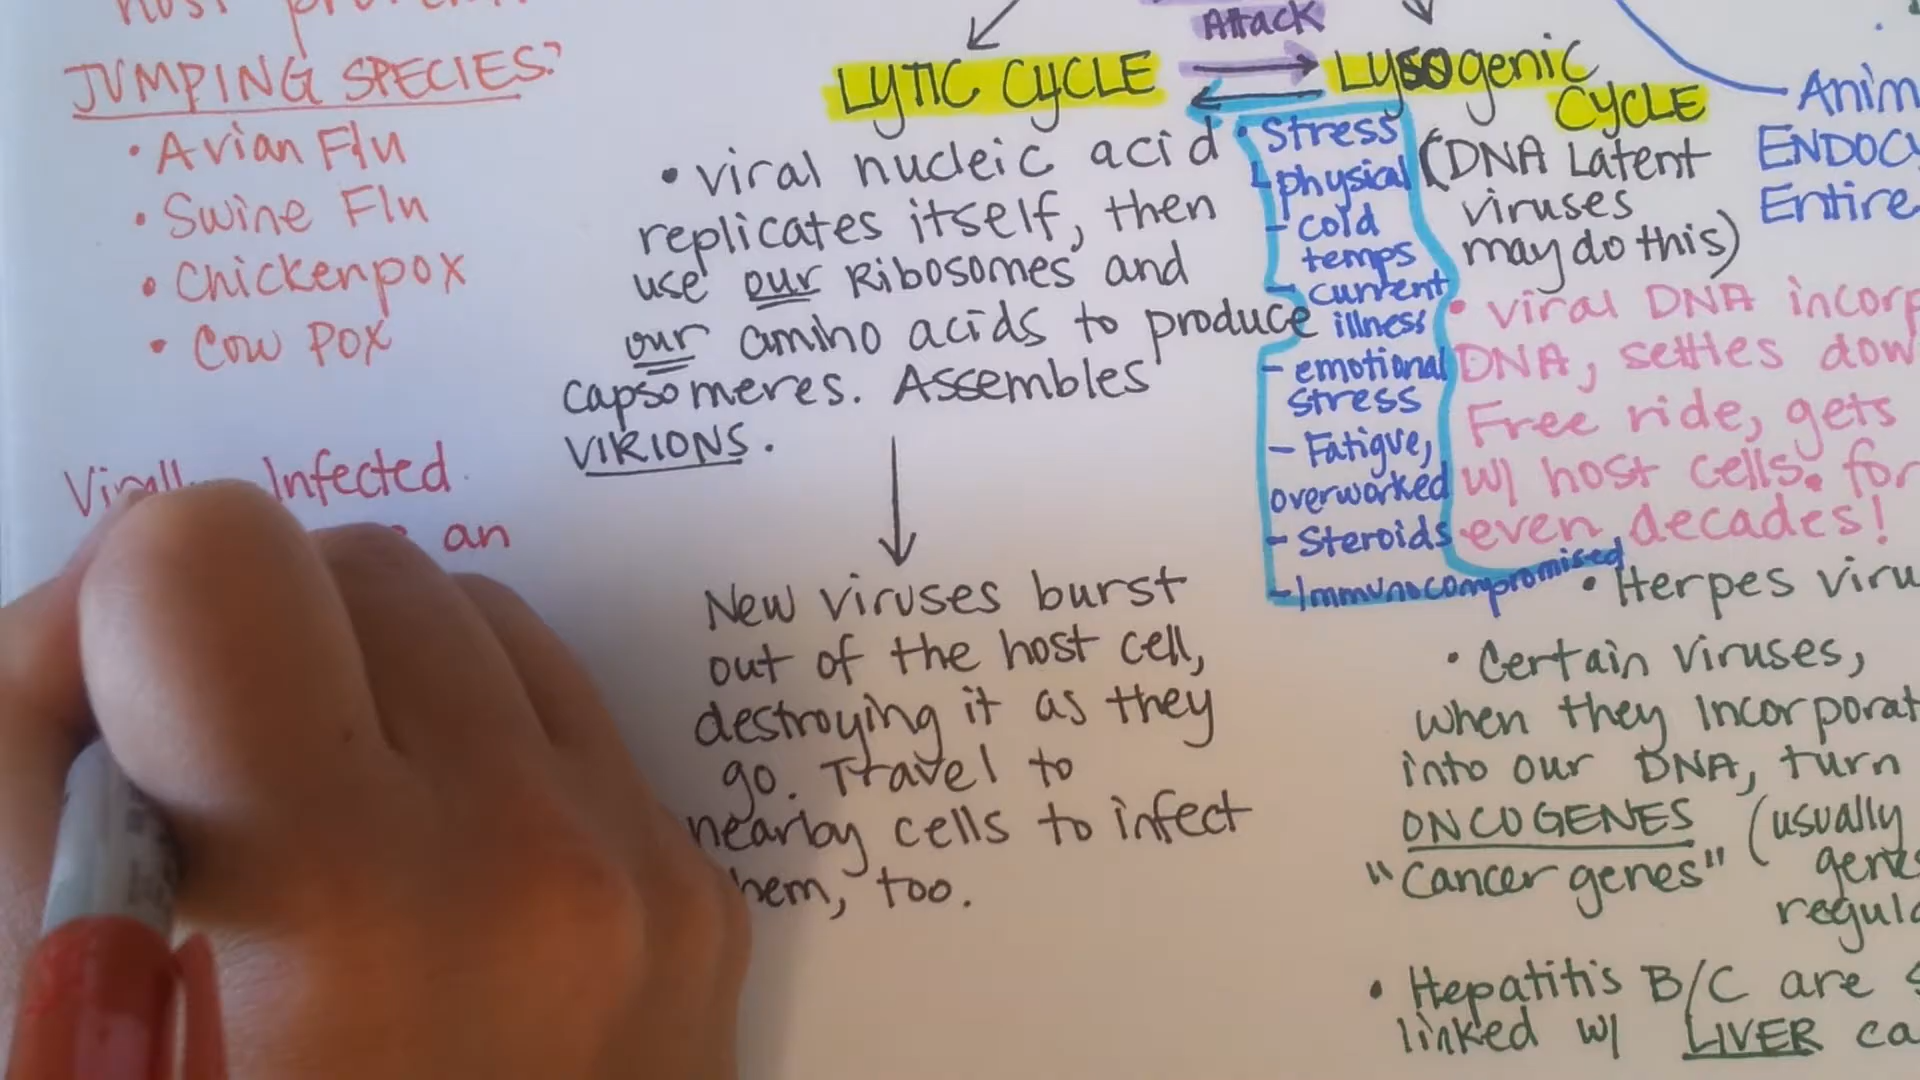 host
JUMPING SPECIES:
• Avian Flu
• Swine Flu
• Chickenpox
• Cow Pox
Infected
an
Attack
LYTIC CYCLE
• viral nucleic acid
replicates itself, then
use our Ribosomes and
our amino acids to produce
capsomeres. Assembles
VIRIONS.
New viruses burst
out of the host cell,
destroying it as they
go. Travel to
nearby cells to infect
too.
• Stress
physical
- cold
temps
- current
illness
- emotional
stress
- Fatigue,
overworked
- Steroids
- Immunocompromised
Lysogenic
CYCLE
(DNA Latent
viruses
may do this)
• viral DNA incorp
DNA, settles dow
Free ride, gets
w/ host cells. for
even decades!
• Herpes viru
• Certain viruses,
when they incorporat
into our DNA, turn
ONCOGENES (usually
"Cancer genes" gene
regula
• Hepatitis B/C are
linked w/ LIVER ca
Anim
ENDOCY
Entire